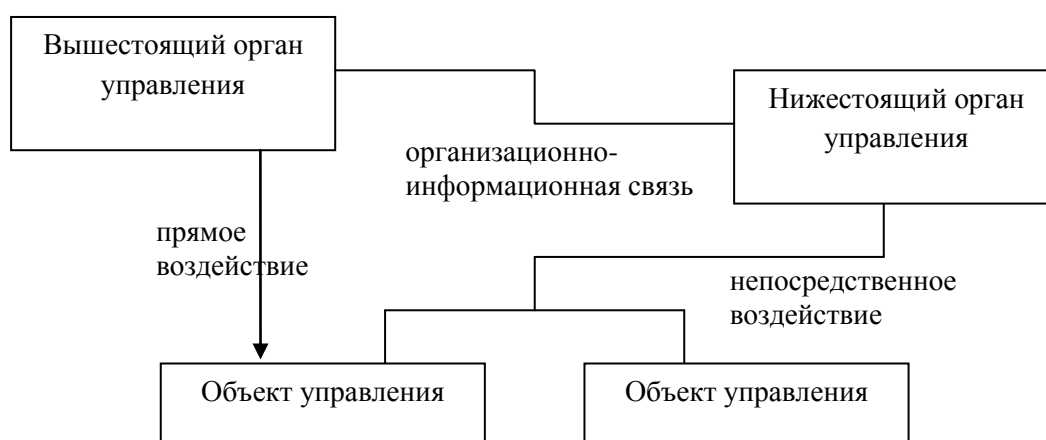 Вышестоящий орган
управления
Нижестоящий орган
управления
организационно-
информационная связь
прямое
воздействие
непосредственное
воздействие
Объект управления
Объект управления